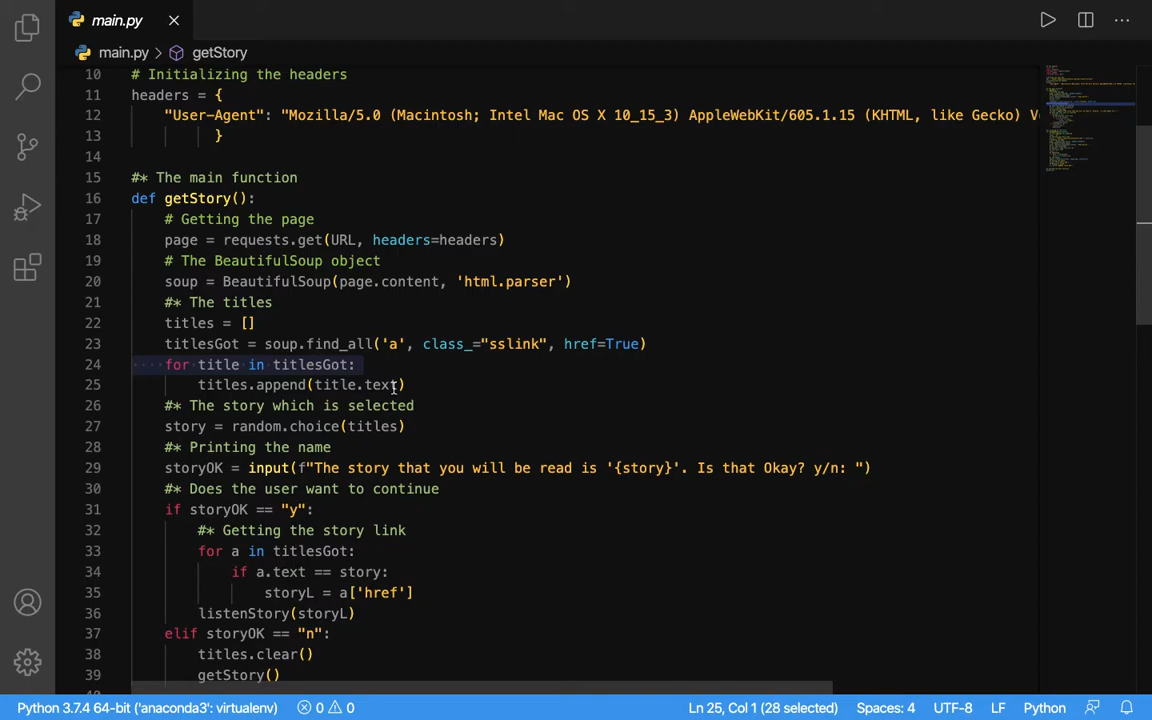 main.py
main.py > getStory
10 # Initializing the headers
11 headers = {
12 "User-Agent": "Mozilla/5.0 (Macintosh; Intel Mac OS X 10_15_3) AppleWebKit/605.1.15 (KHTML, like Gecko) V
13 }
14
15 #* The main function
16 def getStory():
17 # Getting the page
18 page = requests.get(URL, headers=headers)
19 # The BeautifulSoup object
20 soup = BeautifulSoup(page.content, 'html.parser')
21 #* The titles
22 titles = []
23 titlesGot = soup.find_all('a', class_="sslink", href=True)
24 for title in titlesGot:
25 titles.append(title.text)
26 #* The story which is selected
27 story = random.choice(titles)
28 #* Printing the name
29 storyOK = input(f"The story that you will be read is '{story}'. Is that Okay? y/n: ")
30 #* Does the user want to continue
31 if storyOK == "y":
32 #* Getting the story link
33 for a in titlesGot:
34 if a.text == story:
35 storyL = a['href']
36 listenStory(storyL)
37 elif storyOK == "n":
38 titles.clear()
39 getStory()
Python 3.7.4 64-bit ('anaconda3': virtualenv) 0 0 Ln 25, Col 1 (28 selected) Spaces: 4 UTF-8 LF Python